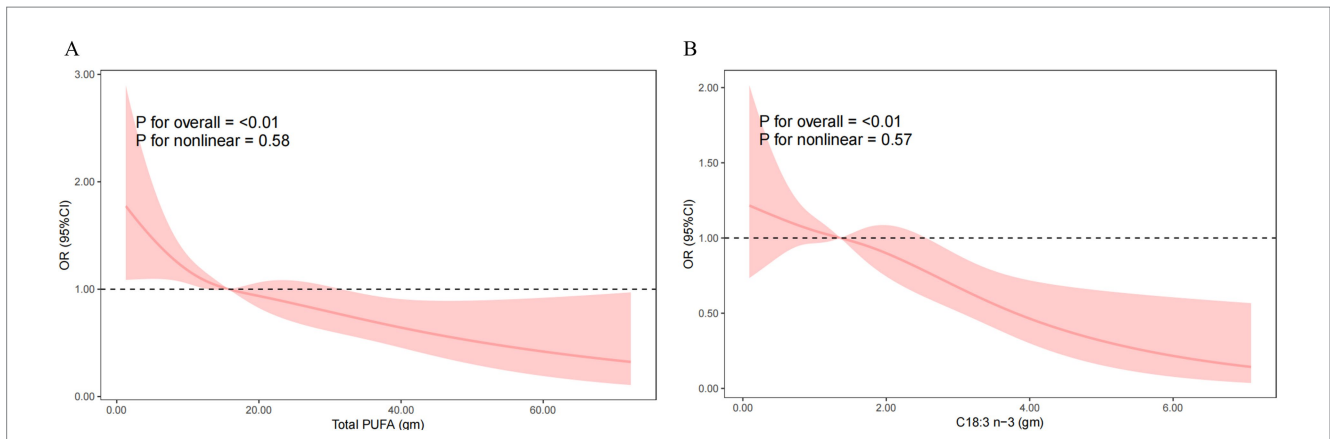 A
3.00
P for overall = <0.01
P for nonlinear = 0.58
2.00
OR (95%CI)
1.00
0.00
0.00 20.00 40.00 60.00
Total PUFA (gm)
B
2.00
P for overall = <0.01
P for nonlinear = 0.57
1.50
OR (95%CI)
1.00
0.50
0.00
0.00 2.00 4.00 6.00
C18:3 n−3 (gm)